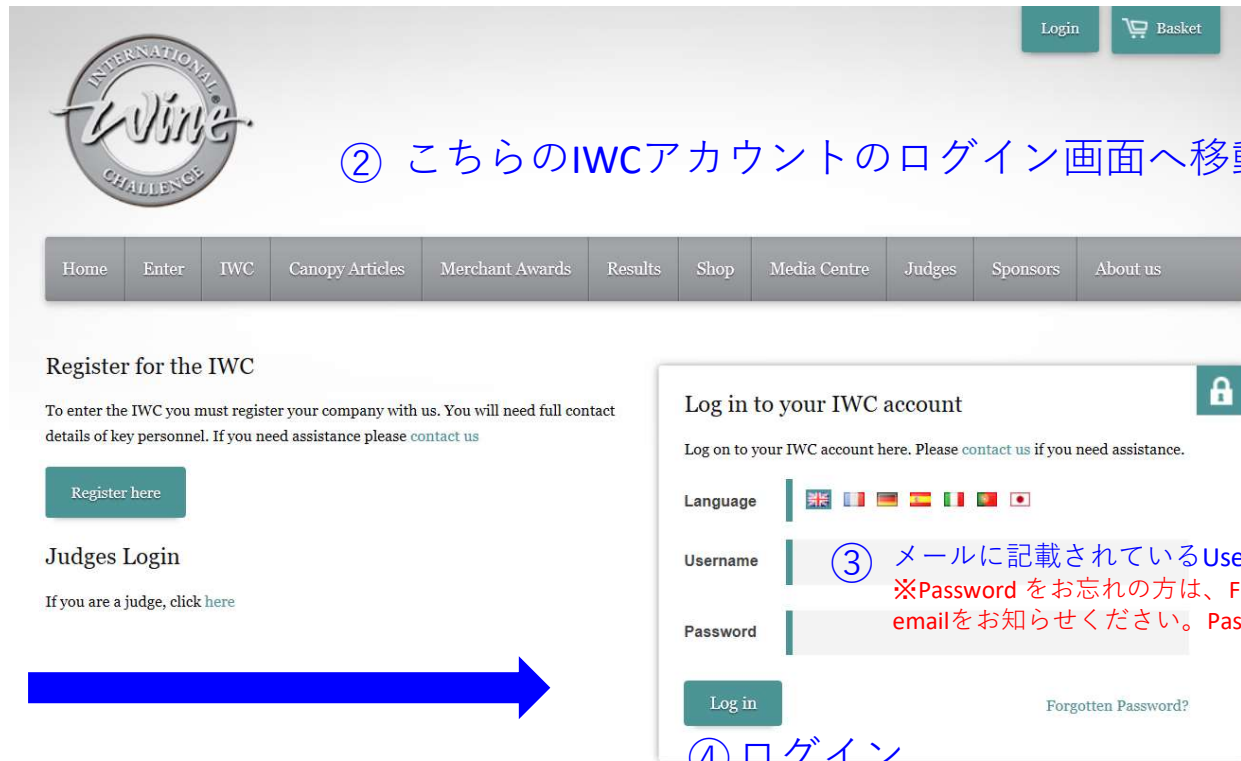 Login
Basket
INTERNATIONAL
Wine
CHALLENGE
② こちらのIWCアカウントのログイン画面へ移
Home Enter IWC Canopy Articles Merchant Awards Results Shop Media Centre Judges Sponsors About us
Register for the IWC
To enter the IWC you must register your company with us. You will need full contact
details of key personnel. If you need assistance please contact us
Register here
Judges Login
If you are a judge, click here
Log in to your IWC account
Log on to your IWC account here. Please contact us if you need assistance.
Language
Username
③ メールに記載されているUse
※Password をお忘れの方は、F
emailをお知らせください。Pas
Password
Log in
Forgotten Password?
④ ログイン